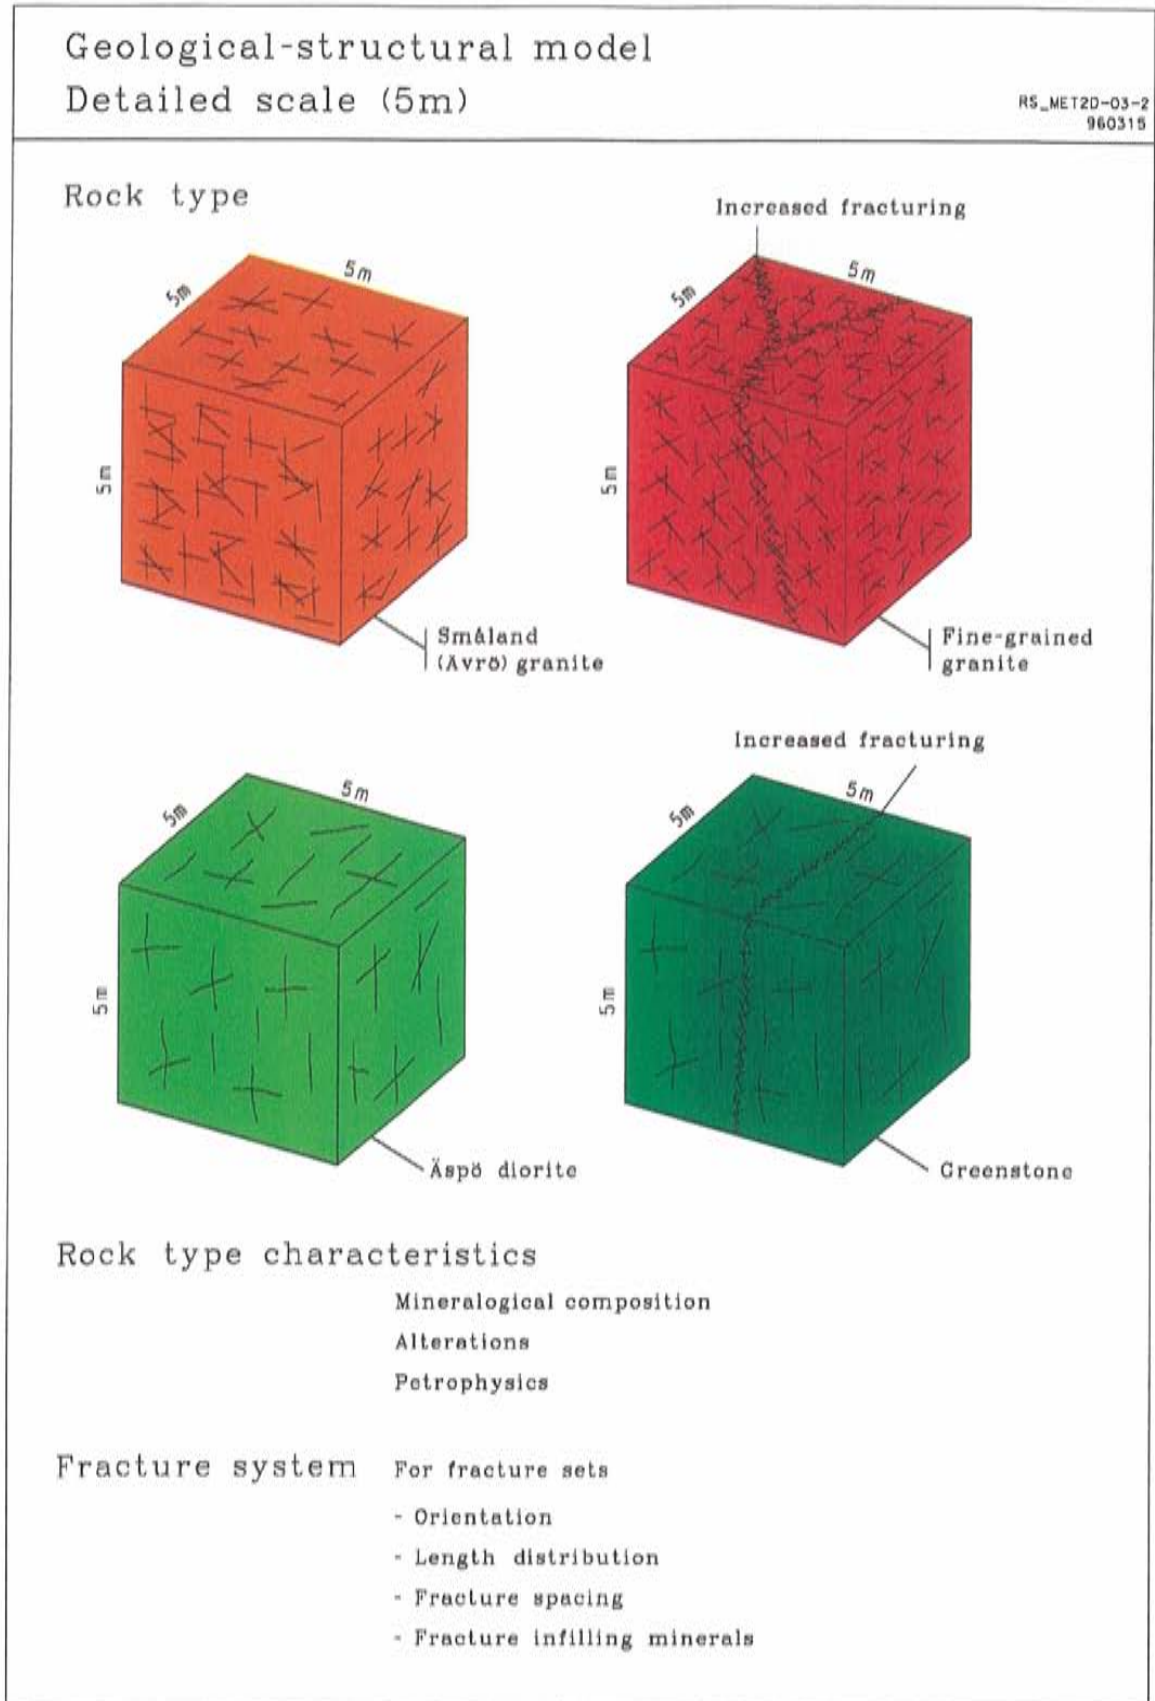 Geological-structural model
Detailed scale (5m)
RS_MET2D-03-2
960315
Rock type
Increased fracturing
5m
5m
5m
5m
5m
5m
Småland
(Ävrö) granite
Fine-grained
granite
Increased fracturing
5m
5m
5m
5m
5m
5m
Äspö diorite
Greenstone
Rock type characteristics
Mineralogical composition
Alterations
Petrophysics
Fracture system For fracture sets
- Orientation
- Length distribution
- Fracture spacing
- Fracture infilling minerals